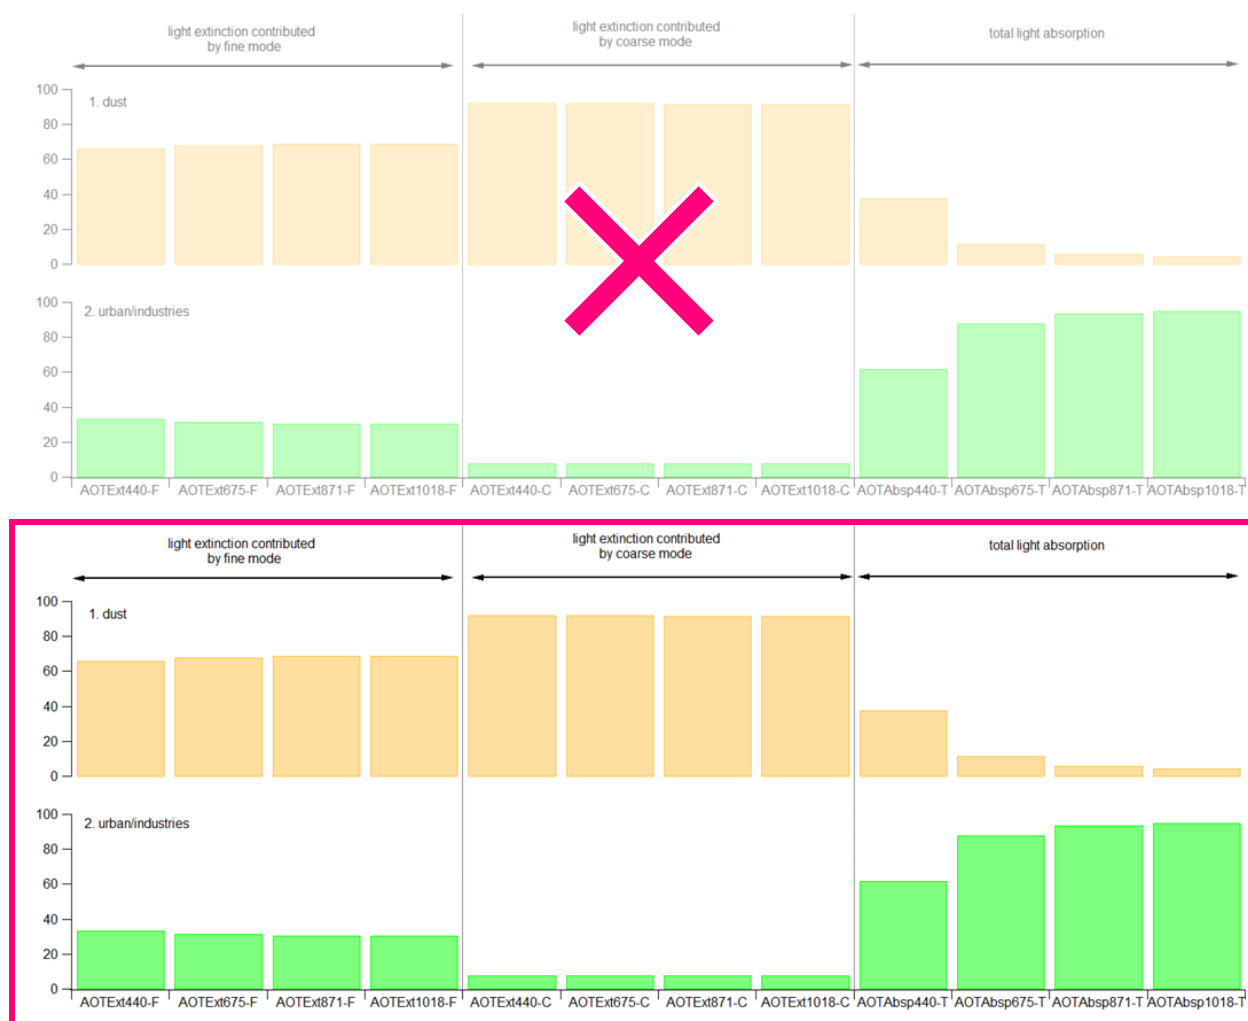 light extinction contributed
by fine mode
light extinction contributed
by coarse mode
total light absorption
100
1. dust
80
60
40
20
0
100
2. urban/industries
80
60
40
20
0
AOTExt440-F AOTExt675-F AOTExt871-F AOTExt1018-F AOTExt440-C AOTExt675-C AOTExt871-C AOTExt1018-C AOTAbsp440-T AOTAbsp675-T AOTAbsp871-T AOTAbsp1018-T
light extinction contributed
by fine mode
light extinction contributed
by coarse mode
total light absorption
100
1. dust
80
60
40
20
0
100
2. urban/industries
80
60
40
20
0
AOTExt440-F AOTExt675-F AOTExt871-F AOTExt1018-F AOTExt440-C AOTExt675-C AOTExt871-C AOTExt1018-C AOTAbsp440-T AOTAbsp675-T AOTAbsp871-T AOTAbsp1018-T